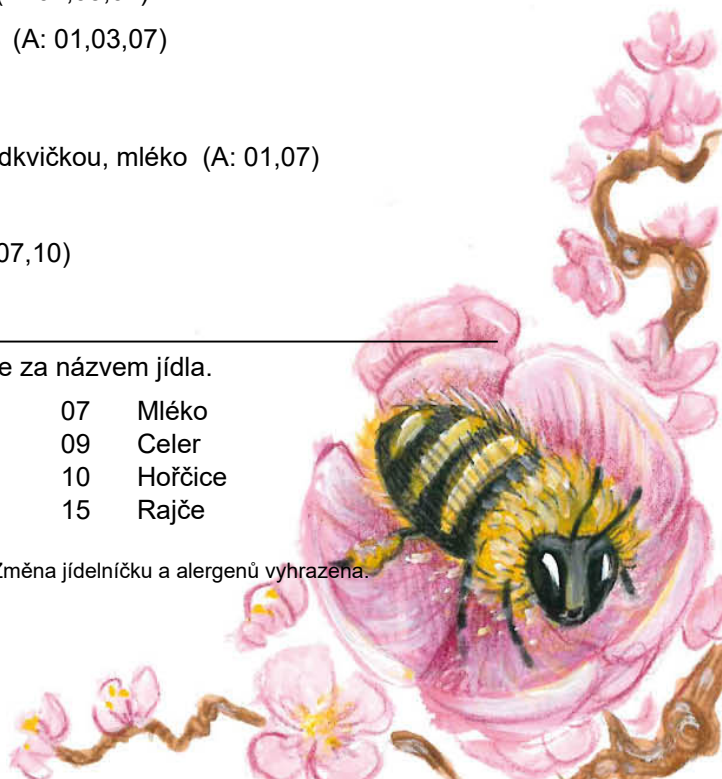 (A: 01,03,07)
dkvičkou, mléko (A: 01,07)
07,10)
e za názvem jídla.
07 Mléko
09 Celer
10 Hořčice
15 Rajče
Změna jídelníčku a alergenů vyhrazena.